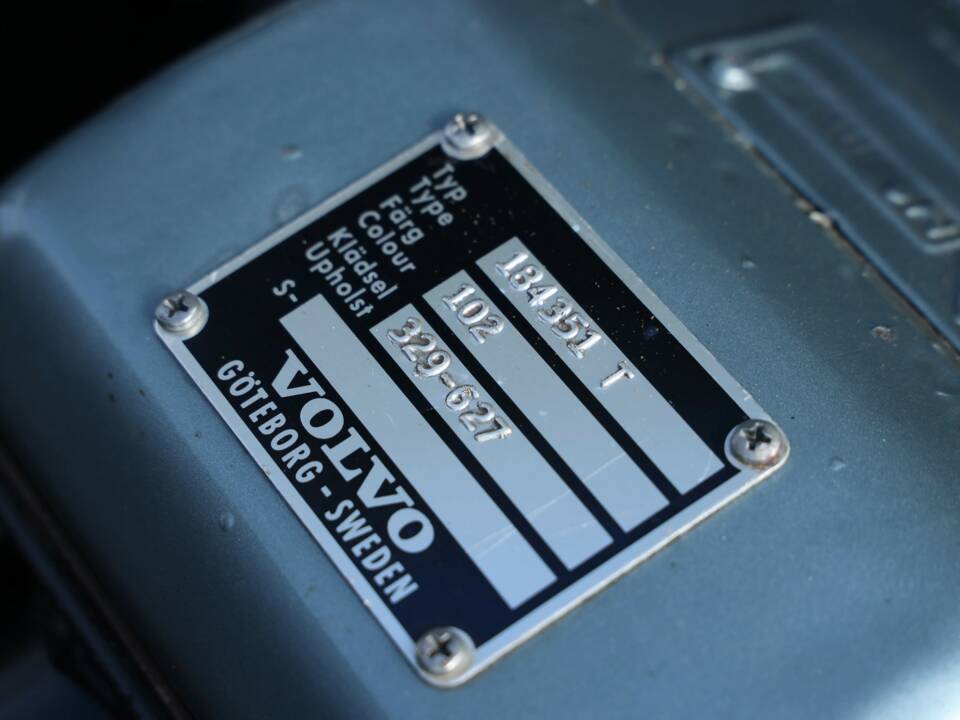 Typ
Type
184351 T
Färg
Colour
102
Klädsel
Upholst
329-627
S-
VOLVO
GÖTEBORG - SWEDEN